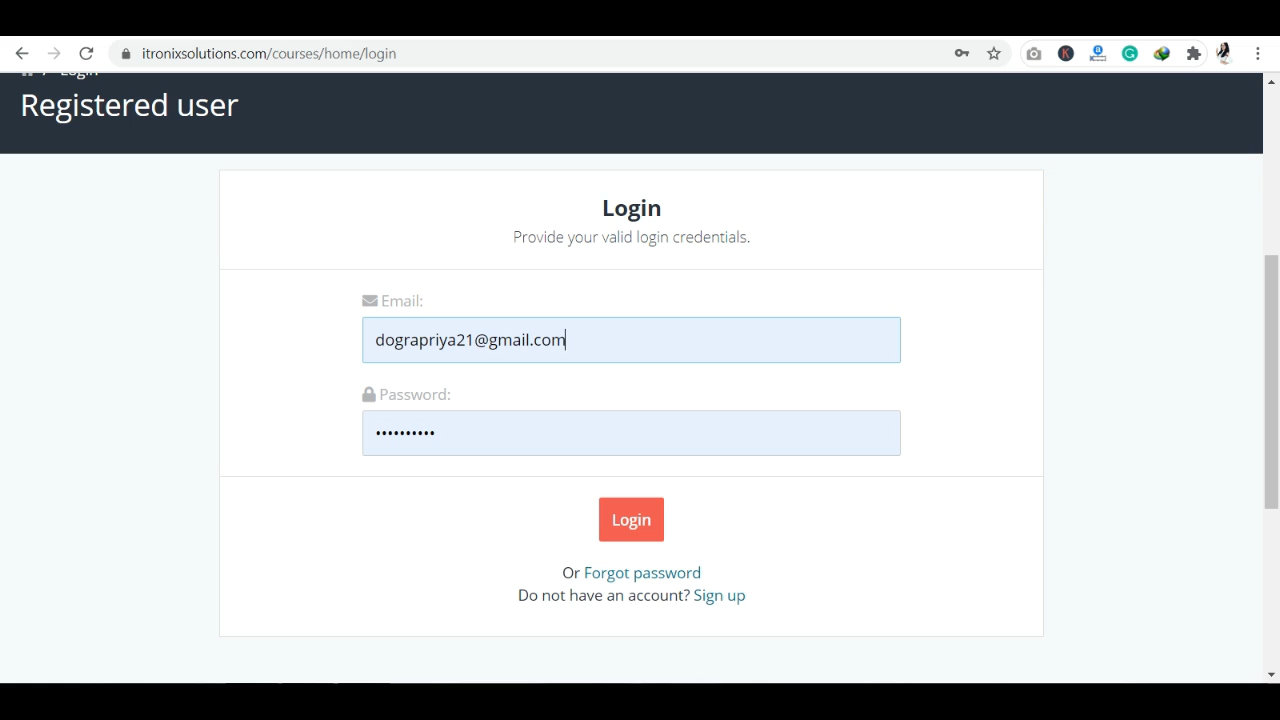 itronixsolutions.com/courses/home/login
Login
Registered user
Login
Provide your valid login credentials.
Email:
dograpriya21@gmail.com
Password:
••••••••••
Login
Or Forgot password
Do not have an account? Sign up